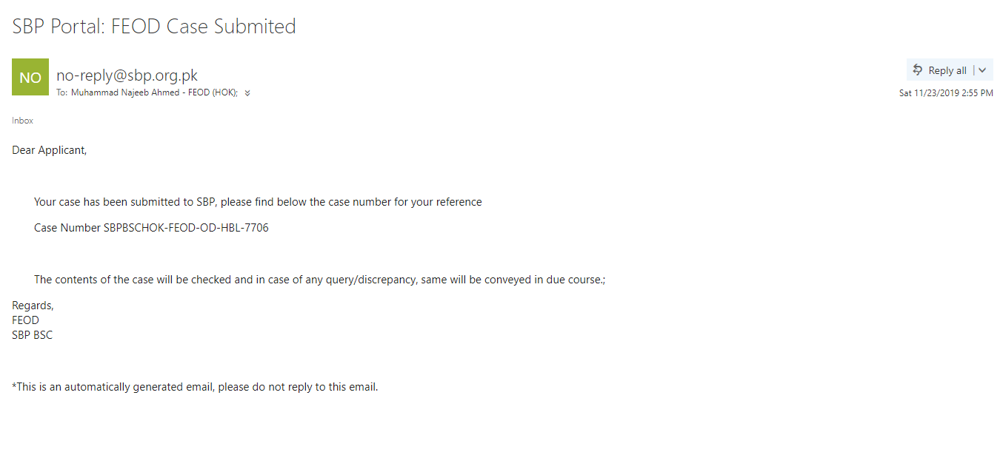 SBP Portal: FEOD Case Submited
NO
no-reply@sbp.org.pk
Reply all
To: Muhammad Najeeb Ahmed - FEOD (HOK);
Sat 11/23/2019 2:55 PM
Inbox
Dear Applicant,
Your case has been submitted to SBP, please find below the case number for your reference
Case Number SBPBSCHOK-FEOD-OD-HBL-7706
The contents of the case will be checked and in case of any query/discrepancy, same will be conveyed in due course.;
Regards,
FEOD
SBP BSC
*This is an automatically generated email, please do not reply to this email.